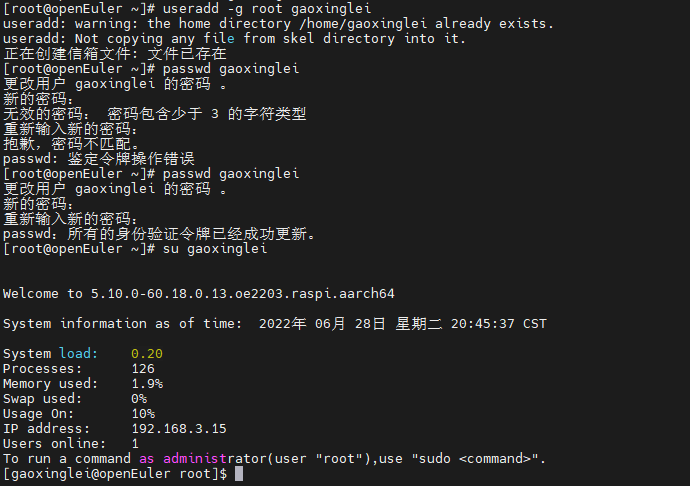 [root@openEuler ~]# useradd -g root gaoxinglei
useradd: warning: the home directory /home/gaoxinglei already exists.
useradd: Not copying any file from skel directory into it.
正在创建信箱文件: 文件已存在
[root@openEuler ~]# passwd gaoxinglei
更改用户 gaoxinglei 的密码 。
新的密码：
无效的密码： 密码包含少于 3 的字符类型
重新输入新的密码：
抱歉，密码不匹配。
passwd: 鉴定令牌操作错误
[root@openEuler ~]# passwd gaoxinglei
更改用户 gaoxinglei 的密码 。
新的密码：
重新输入新的密码：
passwd：所有的身份验证令牌已经成功更新。
[root@openEuler ~]# su gaoxinglei
Welcome to 5.10.0-60.18.0.13.oe2203.raspi.aarch64
System information as of time:  2022年 06月 28日 星期二 20:45:37 CST
System load:    0.20
Processes:      126
Memory used:    1.9%
Swap used:      0%
Usage On:       10%
IP address:     192.168.3.15
Users online:   1
To run a command as administrator(user "root"),use "sudo <command>".
[gaoxinglei@openEuler root]$